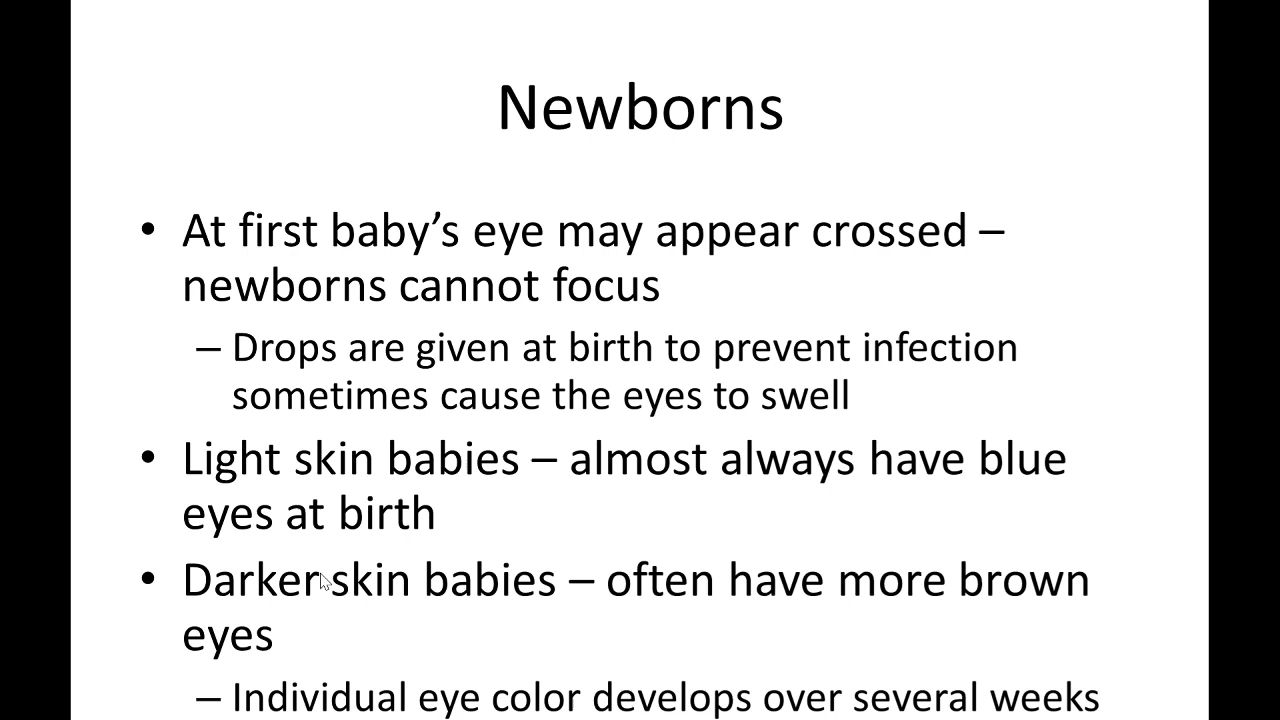 Newborns
• At first baby’s eye may appear crossed –
newborns cannot focus
– Drops are given at birth to prevent infection
sometimes cause the eyes to swell
• Light skin babies – almost always have blue
eyes at birth
• Darker skin babies – often have more brown
eyes
– Individual eye color develops over several weeks